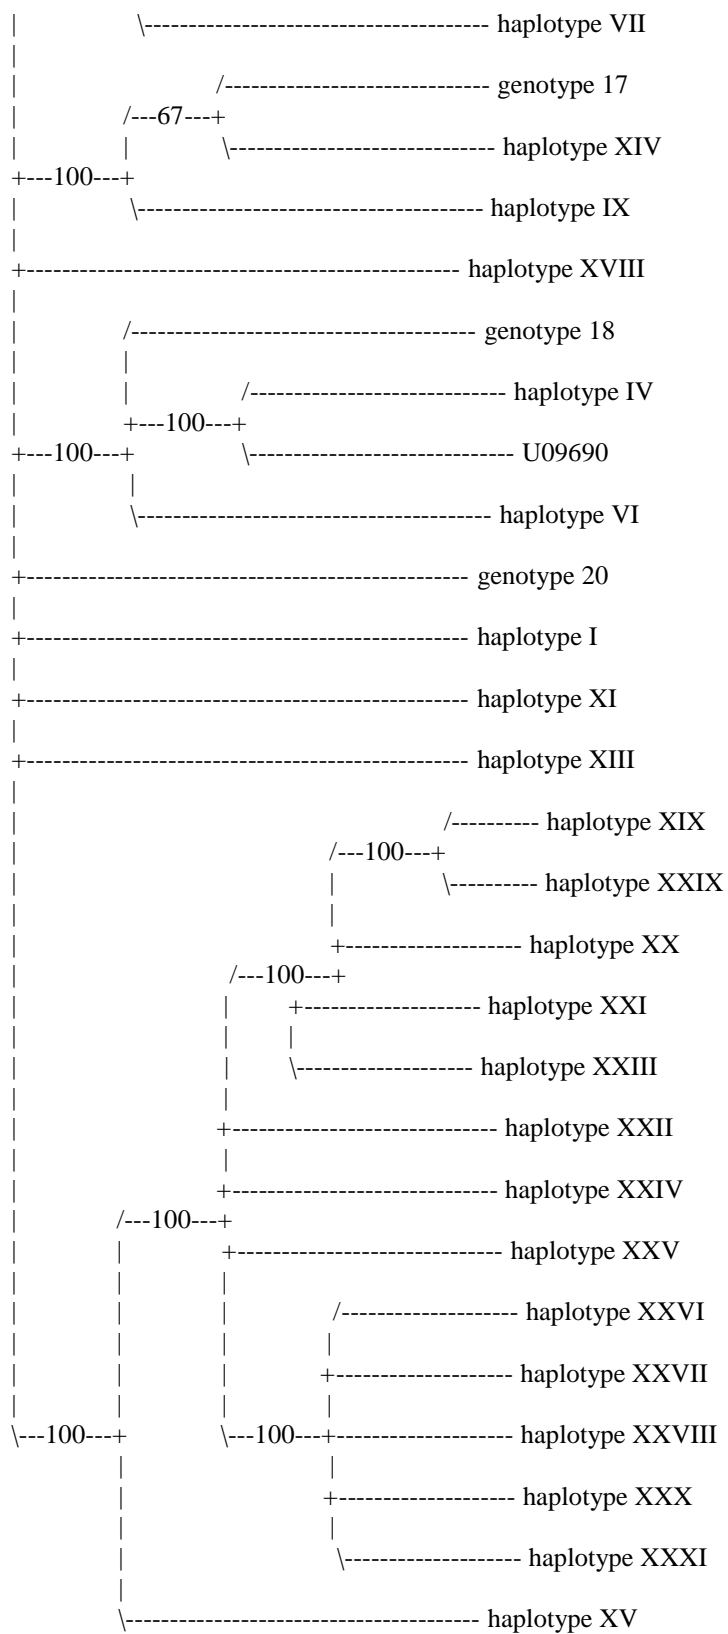 | \--------------------------------------- haplotype VII
|
| /------------------------------ genotype 17
| /---67---+
| | \------------------------------ haplotype XIV
+---100---+
| \--------------------------------------- haplotype IX
|
+------------------------------------------------- haplotype XVIII
|
| /--------------------------------------- genotype 18
| |
| | /----------------------------- haplotype IV
| +---100---+
+---100---+ \------------------------------ U09690
| |
| \---------------------------------------- haplotype VI
|
+-------------------------------------------------- genotype 20
|
+-------------------------------------------------- haplotype I
|
+-------------------------------------------------- haplotype XI
|
+-------------------------------------------------- haplotype XIII
|
| /---------- haplotype XIX
| /---100---+
| | \---------- haplotype XXIX
| |
| +-------------------- haplotype XX
| /---100---+
| | +-------------------- haplotype XXI
| | |
| | \-------------------- haplotype XXIII
| |
| +------------------------------ haplotype XXII
| |
| +------------------------------ haplotype XXIV
| /---100---+
| | +------------------------------ haplotype XXV
| | |
| | | /-------------------- haplotype XXVI
| | | |
| | | +-------------------- haplotype XXVII
| | | |
\---100---+ \---100---+-------------------- haplotype XXVIII
| |
| +-------------------- haplotype XXX
| |
| \-------------------- haplotype XXXI
|
\---------------------------------------- haplotype XV